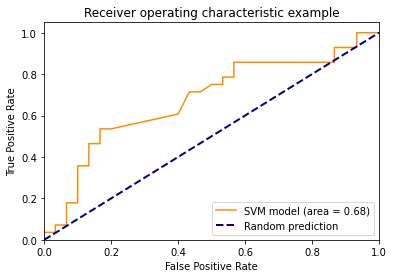 Receiver operating characteristic example
True Positive Rate
1.0
0.8
0.6
0.4
0.2
0.0
SVM model (area = 0.68)
Random prediction
0.0 0.2 0.4 0.6 0.8 1.0
False Positive Rate